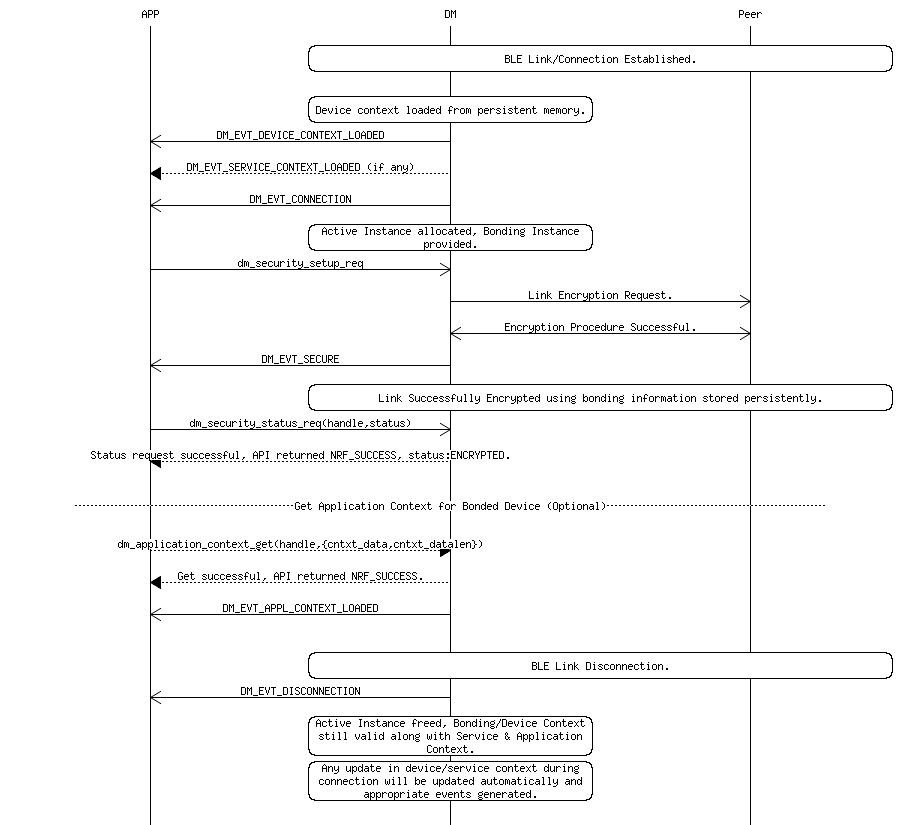 APP DM Peer
BLE Link/Connection Established.
Device context loaded from persistent memory.
DM_EVT_DEVICE_CONTEXT_LOADED
DM_EVT_SERVICE_CONTEXT_LOADED (if any)
DM_EVT_CONNECTION
Active Instance allocated, Bonding Instance
provided.
dm_security_setup_req
Link Encryption Request.
Encryption Procedure Successful.
DM_EVT_SECURE
Link Successfully Encrypted using bonding information stored persistently.
dm_security_status_req(handle,status)
Status request successful, API returned NRF_SUCCESS, status:ENCRYPTED.
Get Application Context for Bonded Device (Optional)
dm_application_context_get(handle,{cntxt_data,cntxt_datalen})
Get successful, API returned NRF_SUCCESS.
DM_EVT_APPL_CONTEXT_LOADED
BLE Link Disconnection.
DM_EVT_DISCONNECTION
Active Instance freed, Bonding/Device Context
still valid along with Service & Application
Context.
Any update in device/service context during
connection will be updated automatically and
appropriate events generated.